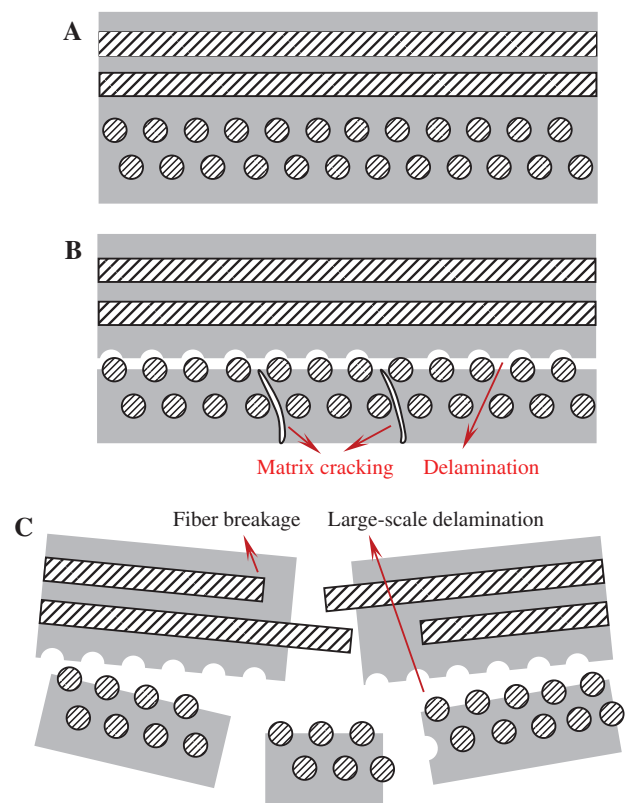 A
B
Matrix cracking
Delamination
C
Fiber breakage
Large-scale delamination